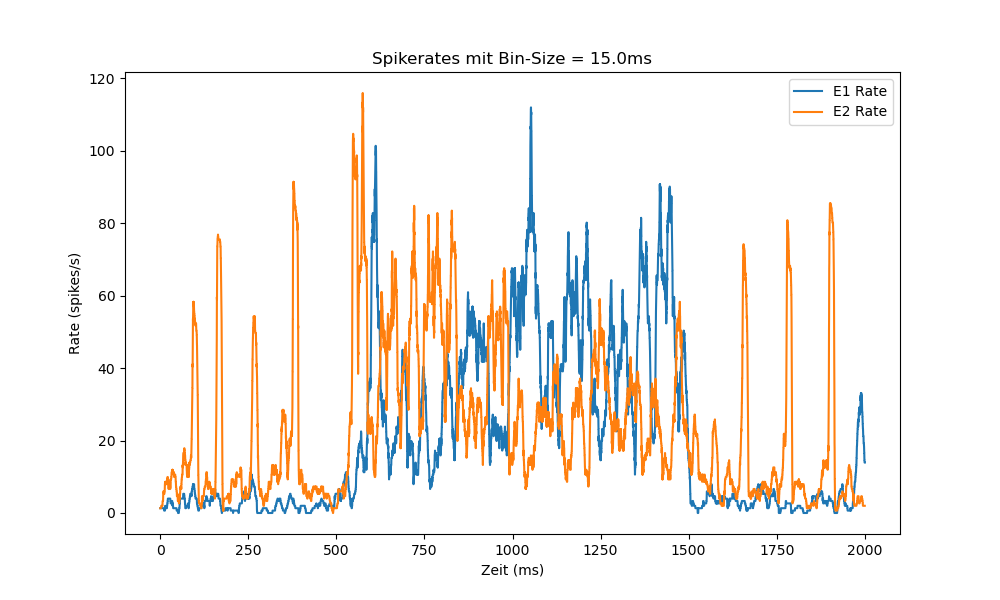 Spikerates mit Bin-Size = 15.0ms
E1 Rate
E2 Rate
120
100
80
60
40
20
0
Rate (spikes/s)
0 250 500 750 1000 1250 1500 1750 2000
Zeit (ms)